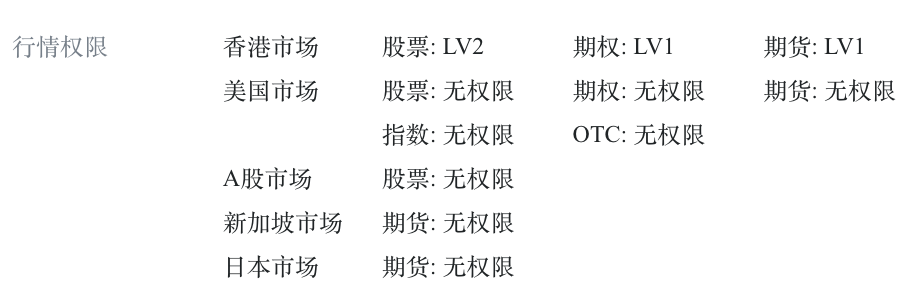 行情权限 香港市场 股票: LV2 期权: LV1 期货: LV1
美国市场 股票: 无权限 期权: 无权限 期货: 无权限
指数: 无权限 OTC: 无权限
A股市场 股票: 无权限
新加坡市场 期货: 无权限
日本市场 期货: 无权限